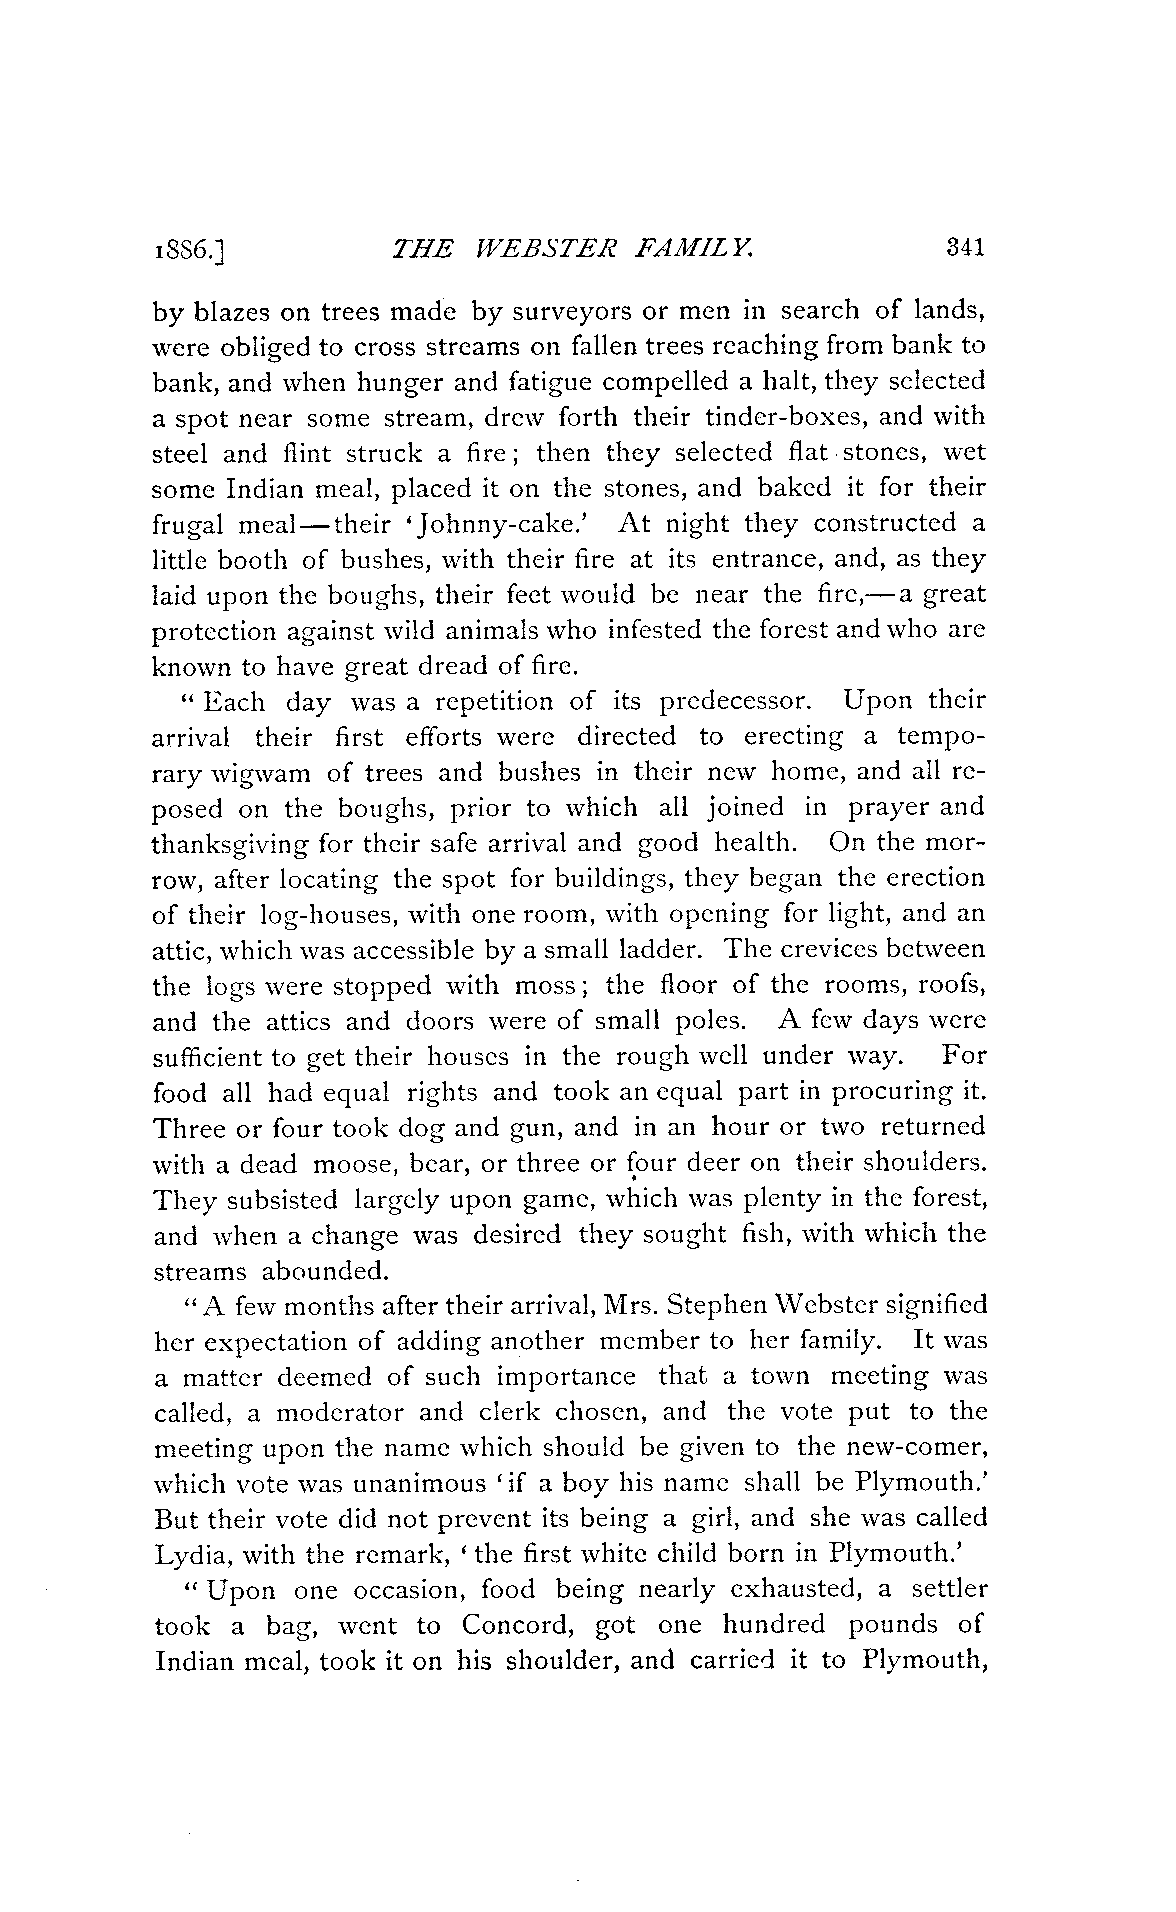 1886.] THE WEBSTER FAMILY. 341
by blazes on trees made by surveyors or men in search of lands,
were obliged to cross streams on fallen trees reaching from bank to
bank, and when hunger and fatigue compelled a halt, they selected
a spot near some stream, drew forth their tinder-boxes, and with
steel and flint struck a fire; then they selected flat stones, wet
some Indian meal, placed it on the stones, and baked it for their
frugal meal—their 'Johnny-cake.' At night they constructed a
little booth of bushes, with their fire at its entrance, and, as they
laid upon the boughs, their feet would be near the fire,—a great
protection against wild animals who infested the forest and who are
known to have great dread of fire.
"Each day was a repetition of its predecessor. Upon their
arrival their first efforts were directed to erecting a tempo-
rary wigwam of trees and bushes in their new home, and all re-
posed on the boughs, prior to which all joined in prayer and
thanksgiving for their safe arrival and good health. On the mor-
row, after locating the spot for buildings, they began the erection
of their log-houses, with one room, with opening for light, and an
attic, which was accessible by a small ladder. The crevices between
the logs were stopped with moss; the floor of the rooms, roofs,
and the attics and doors were of small poles. A few days were
sufficient to get their houses in the rough well under way. For
food all had equal rights and took an equal part in procuring it.
Three or four took dog and gun, and in an hour or two returned
with a dead moose, bear, or three or four deer on their shoulders.
They subsisted largely upon game, which was plenty in the forest,
and when a change was desired they sought fish, with which the
streams abounded.
"A few months after their arrival, Mrs. Stephen Webster signified
her expectation of adding another member to her family. It was
a matter deemed of such importance that a town meeting was
called, a moderator and clerk chosen, and the vote put to the
meeting upon the name which should be given to the new-comer,
which vote was unanimous 'if a boy his name shall be Plymouth.'
But their vote did not prevent its being a girl, and she was called
Lydia, with the remark, 'the first white child born in Plymouth.'
"Upon one occasion, food being nearly exhausted, a settler
took a bag, went to Concord, got one hundred pounds of
Indian meal, took it on his shoulder, and carried it to Plymouth,